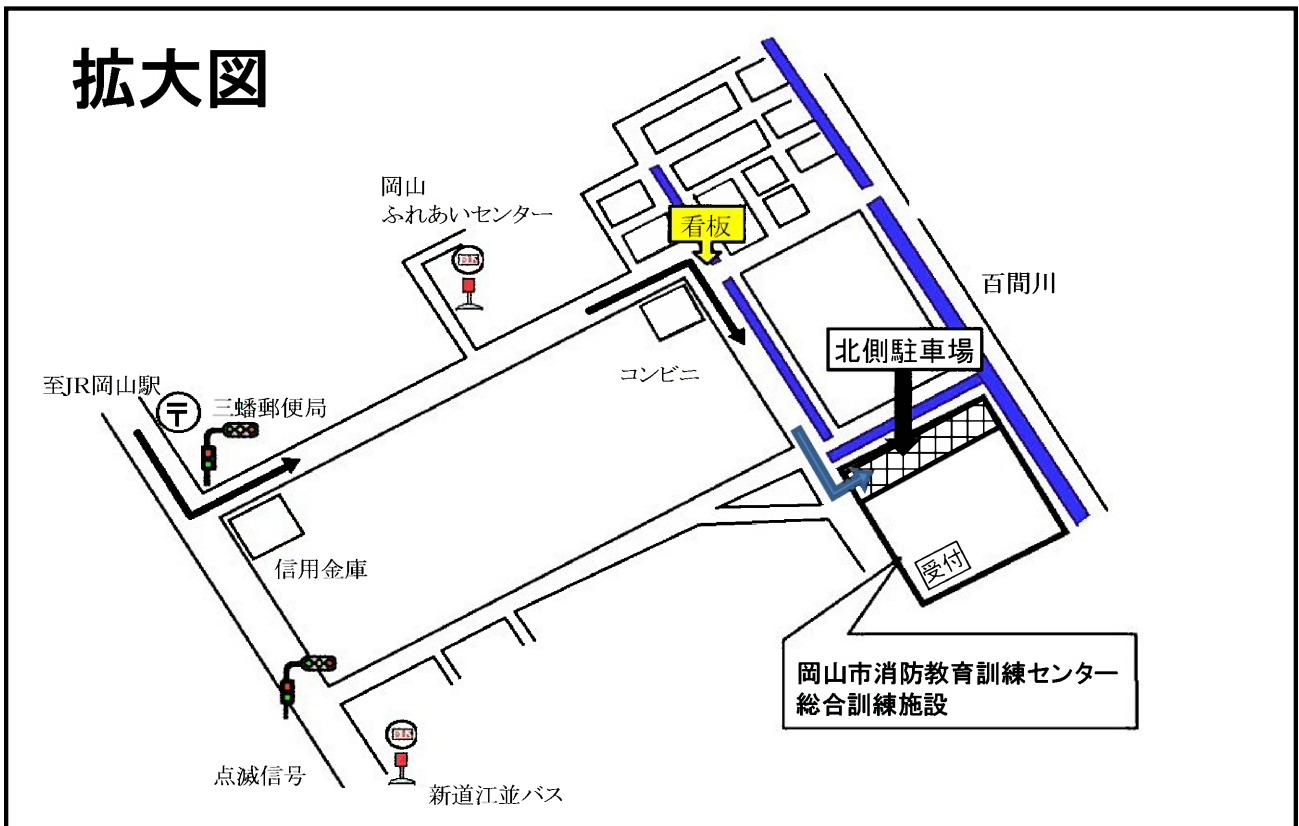 拡大図
岡山
ふれあいセンター
看板
百間川
北側駐車場
コンビニ
至JR岡山駅
〒
三蟠郵便局
信用金庫
受付
岡山市消防教育訓練センター
総合訓練施設
点滅信号
新道江並バス